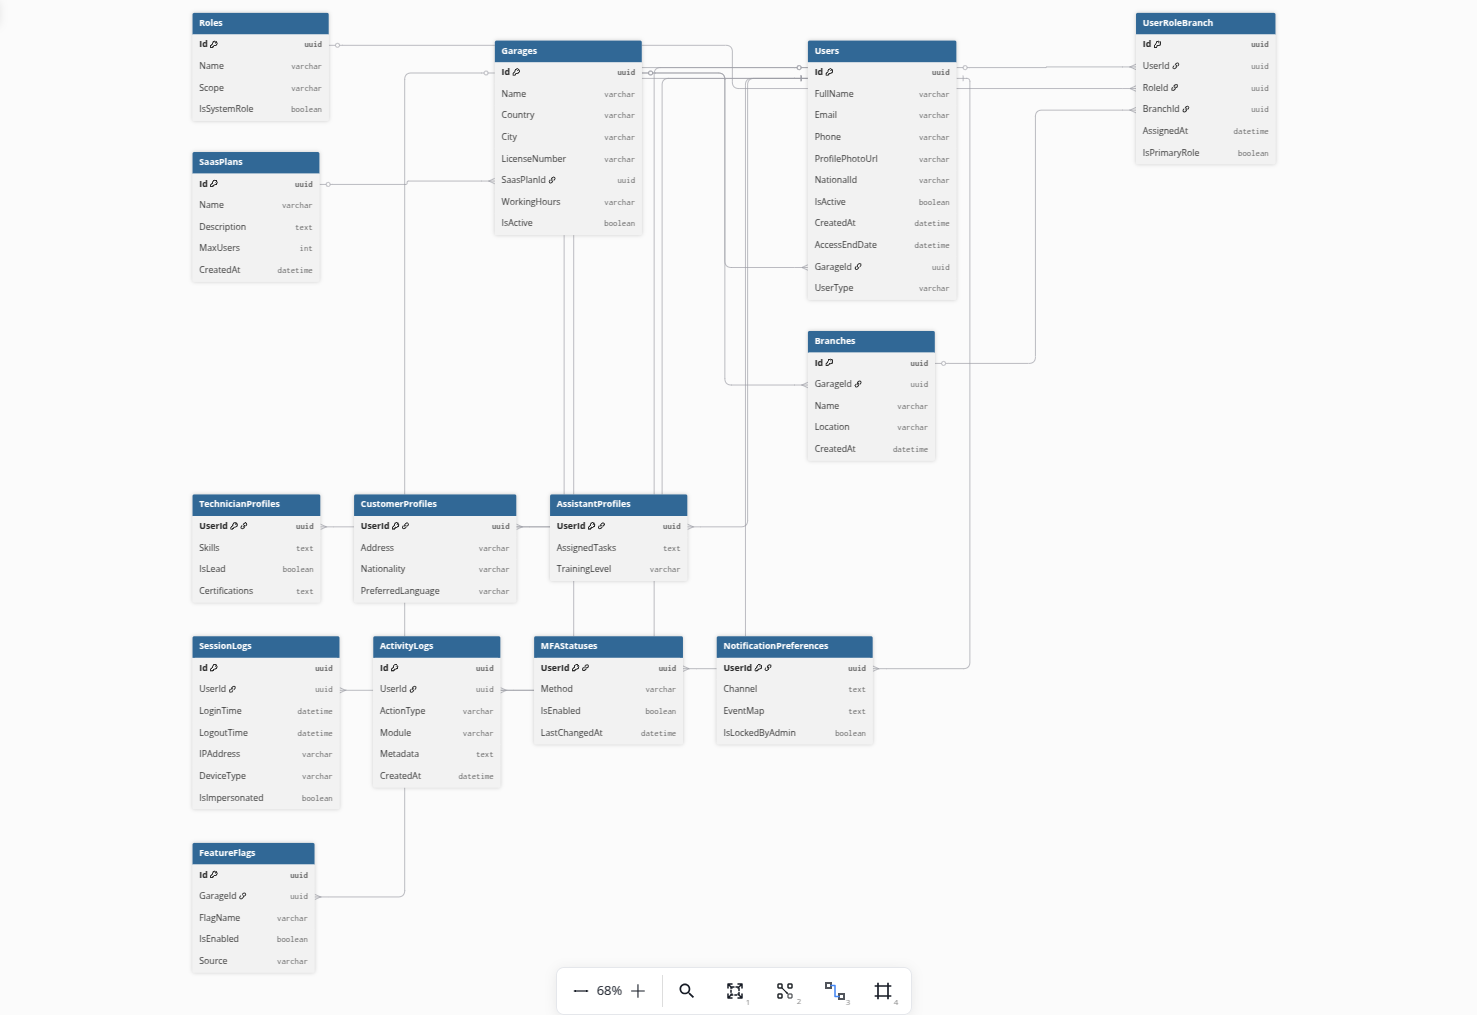 Roles
Id uuid
Name varchar
Scope varchar
IsSystemRole boolean
SaasPlans
Id uuid
Name varchar
Description text
MaxUsers int
CreatedAt datetime
Garages
Id uuid
Name varchar
Country varchar
City varchar
LicenseNumber varchar
SaasPlanId uuid
WorkingHours varchar
IsActive boolean
Users
Id uuid
FullName varchar
Email varchar
Phone varchar
ProfilePhotoUrl varchar
NationalId varchar
IsActive boolean
CreatedAt datetime
AccessEndDate datetime
GarageId uuid
UserType varchar
UserRoleBranch
Id uuid
UserId uuid
RoleId uuid
BranchId uuid
AssignedAt datetime
IsPrimaryRole boolean
Branches
Id uuid
GarageId uuid
Name varchar
Location varchar
CreatedAt datetime
TechnicianProfiles
UserId uuid
Skills text
IsLead boolean
Certifications text
CustomerProfiles
UserId uuid
Address varchar
Nationality varchar
PreferredLanguage varchar
AssistantProfiles
UserId uuid
AssignedTasks text
TrainingLevel varchar
SessionLogs
Id uuid
UserId uuid
LoginTime datetime
LogoutTime datetime
IPAddress varchar
DeviceType varchar
IsImpersonated boolean
ActivityLogs
Id uuid
UserId uuid
ActionType varchar
Module varchar
Metadata text
CreatedAt datetime
MFAStatuses
UserId uuid
Method varchar
IsEnabled boolean
LastChangedAt datetime
NotificationPreferences
UserId uuid
Channel text
EventMap text
IsLockedByAdmin boolean
FeatureFlags
Id uuid
GarageId uuid
FlagName varchar
IsEnabled boolean
Source varchar
68%
1
2
3
4